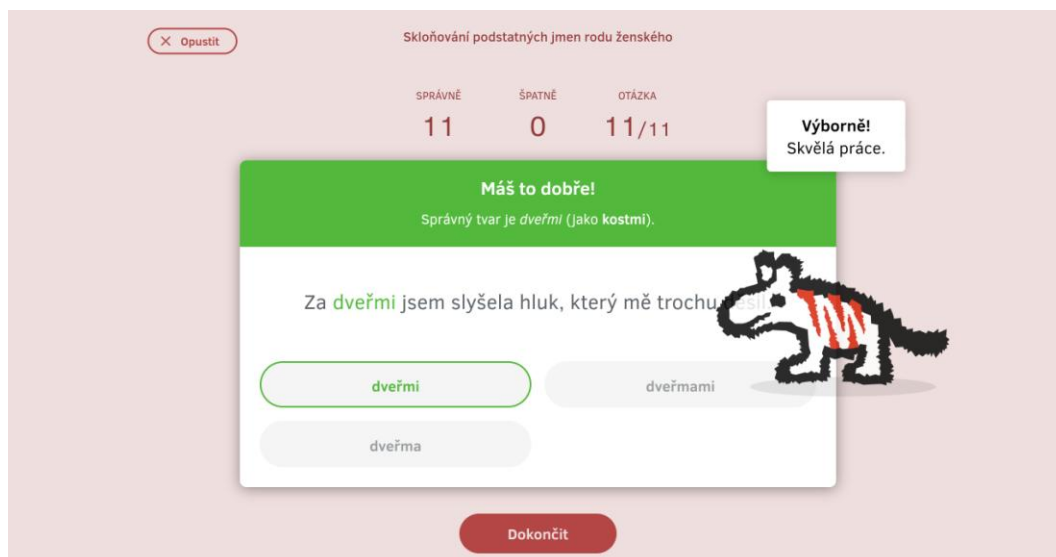 Opustit
Skloňování podstatných jmen rodu ženského
SPRÁVNĚ ŠPATNĚ OTÁZKA
11 0 11/11
Výborně!
Skvělá práce.
Máš to dobře!
Správný tvar je dveřmi (jako kostmi).
Za dveřmi jsem slyšela hluk, který mě trochu děsil
dveřmi dveřmami
dveřma
Dokončit